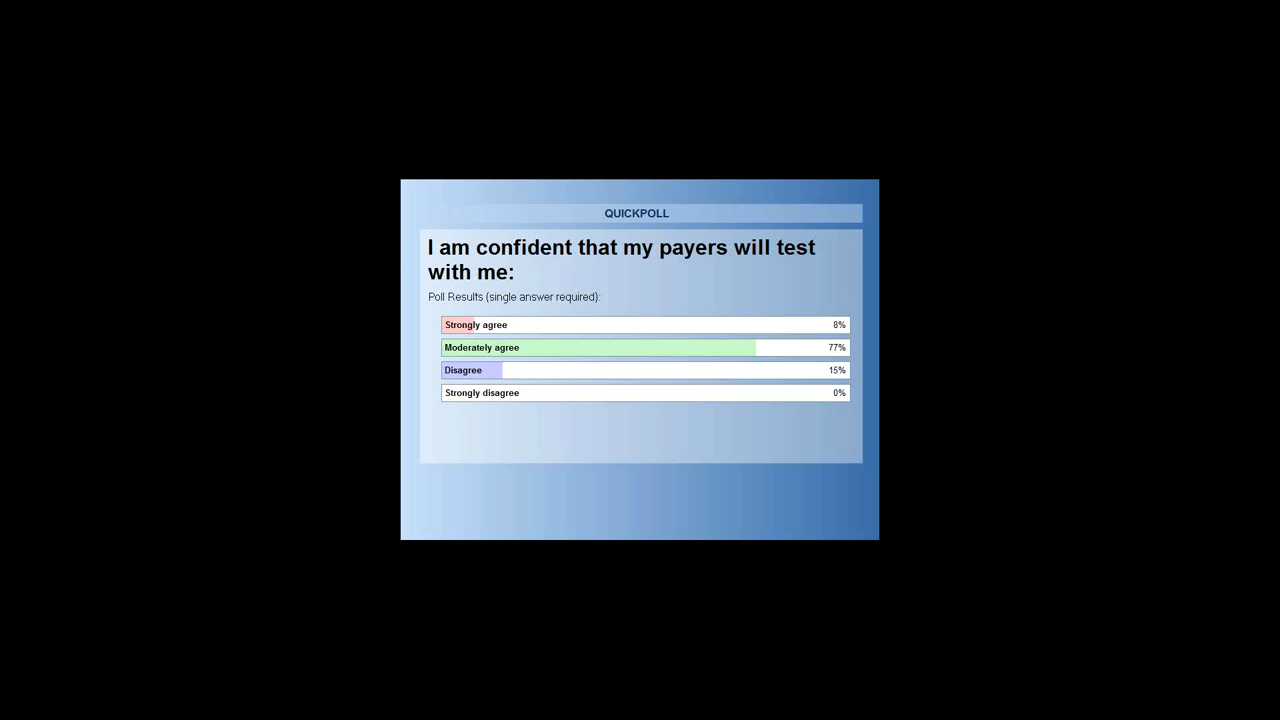 QUICKPOLL
I am confident that my payers will test
with me:
Poll Results (single answer required):
Strongly agree 8%
Moderately agree 77%
Disagree 15%
Strongly disagree 0%